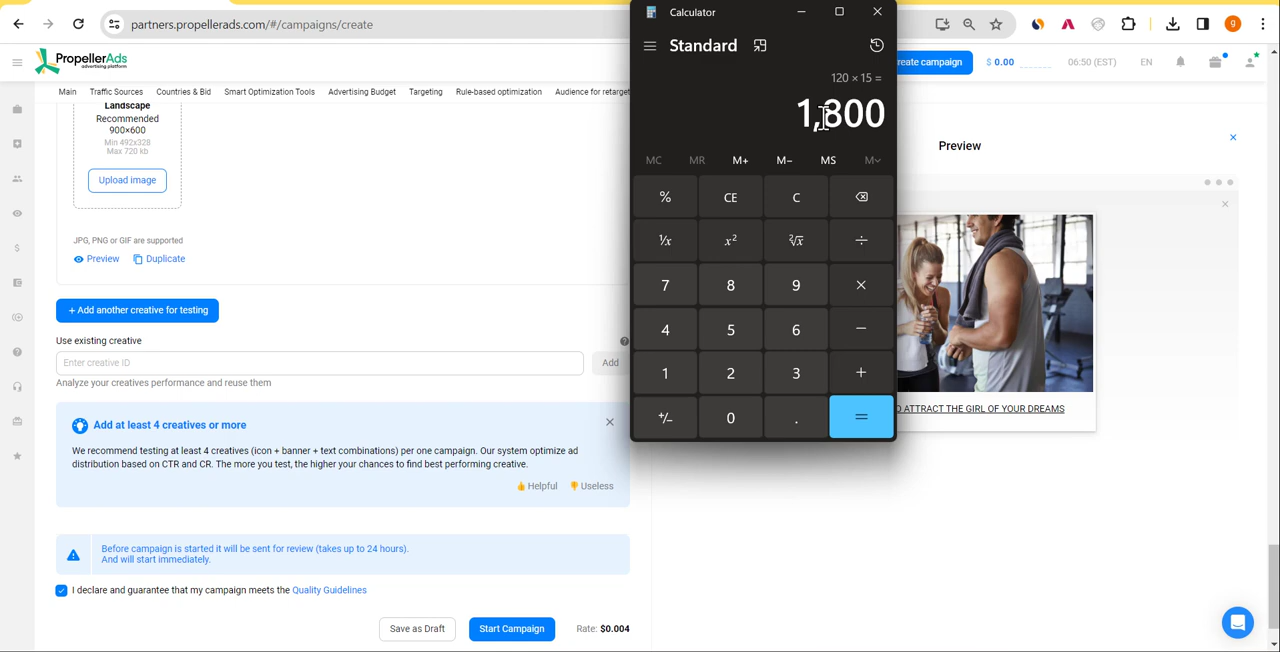 partners.propellerads.com/#/campaigns/create
g
PropellerAds
advertising platform
reate campaign
$ 0.00
06:50 (EST)
EN
Main
Traffic Sources
Countries & Bid
Smart Optimization Tools
Advertising Budget
Targeting
Rule-based optimization
Audience for retarget
Landscape
Recommended
900×600
Min 492x328
Max 720 kb
Upload image
JPG, PNG or GIF are supported
Preview
Duplicate
+ Add another creative for testing
Use existing creative
Enter creative ID
Add
Analyze your creatives performance and reuse them
Add at least 4 creatives or more
We recommend testing at least 4 creatives (icon + banner + text combinations) per one campaign. Our system optimize ad
distribution based on CTR and CR. The more you test, the higher your chances to find best performing creative.
Helpful
Useless
Before campaign is started it will be sent for review (takes up to 24 hours).
And will start immediately.
I declare and guarantee that my campaign meets the Quality Guidelines
Save as Draft
Start Campaign
Rate: $0.004
Calculator
Standard
120 × 15 =
1,800
MC
MR
M+
M−
MS
M
%
CE
C
⅟x
x²
²√x
÷
7
8
9
×
4
5
6
−
1
2
3
+
+/−
0
.
=
Preview
O ATTRACT THE GIRL OF YOUR DREAMS